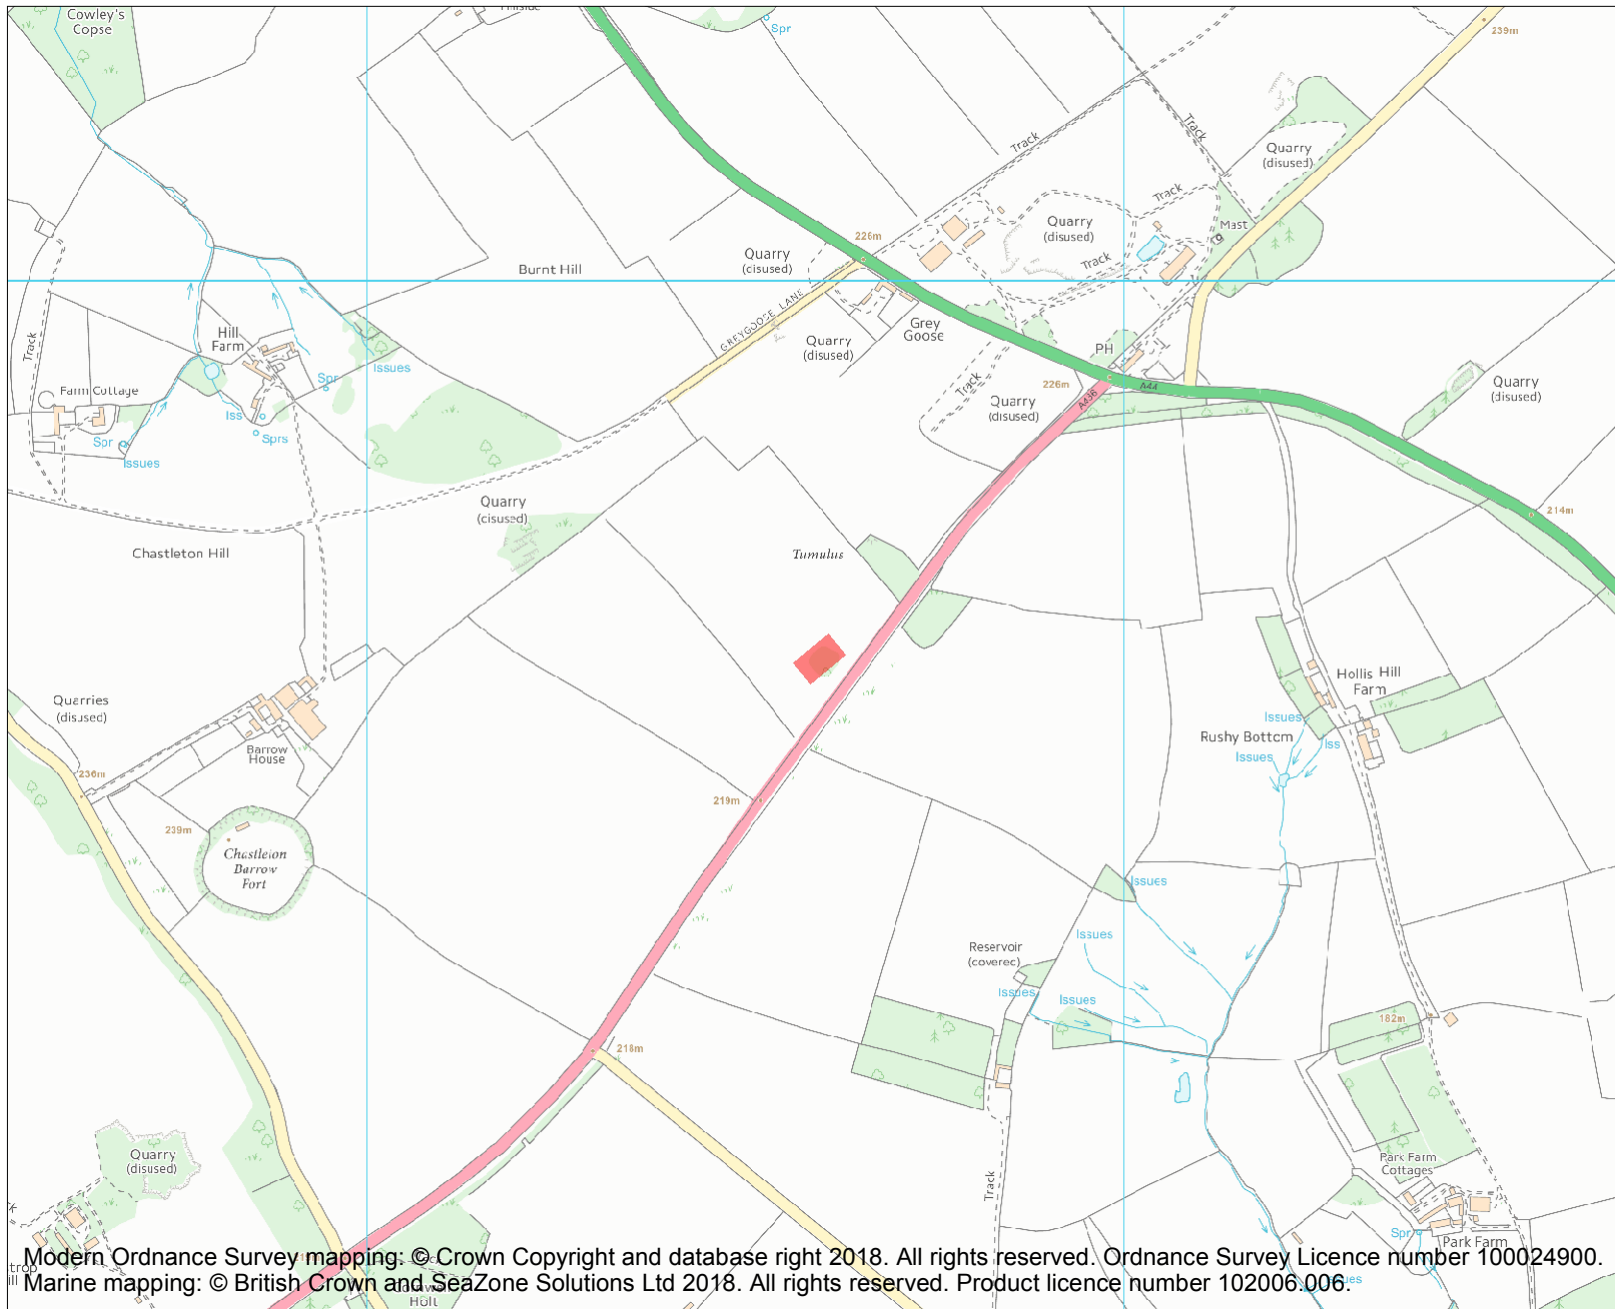 Cowley's
Copse
Hillside
Spr
239m
Track
Track
Quarry
(disused)
Track
Quarry
(disused)
Mast
226m
Quarry
(cisused)
Track
Burnt Hill
GREYGOOSE LANE
Grey
Goose
Quarry
(disused)
Hill
Farm
Track
Issues
Spr
Farm Cottage
Iss
Sprs
Spr
Issues
PH
226m
A44
A436
Track
Quarry
(disused)
Quarry
(disused)
214m
Quarry
(cisused)
Chastleton Hill
Tumulus
Hollis Hill
Farm
Issues
Rushy Bottom
Iss
Issues
Quarries
(disused)
Barrow
House
236m
219m
239m
Chastleion
Barrow
Fort
Issues
Issues
Reservoir
(coverec)
Issues
Issues
182m
218m
Quarry
(disused)
Track
Park Farm
Cottages
Spr
Park Farm
Modern Ordnance Survey mapping: © Crown Copyright and database right 2018. All rights reserved. Ordnance Survey Licence number 100024900.
Marine mapping: © British Crown and SeaZone Solutions Ltd 2018. All rights reserved. Product licence number 102006.006.
Holt